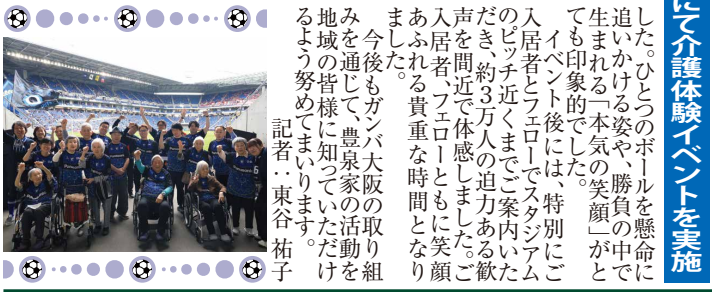 にて介護体験イベントを実施
した。ひとつのボールを懸命に
追いかける姿や、勝負の中で
生まれる「本気の笑顔」がと
ても印象的でした。
イベント後には、特別にご
入居者とフェローでスタジアム
のピッチ近くまでご案内いた
だき、約3万人の迫力ある歓
声を間近で体感しました。ご
入居者、フェローともに笑顔
あふれる貴重な時間となり
ました。
今後もガンバ大阪の取り組
みを通じて、豊泉家の活動を
地域の皆様に知っていただけ
るよう努めてまいります。
記者：東谷 祐子